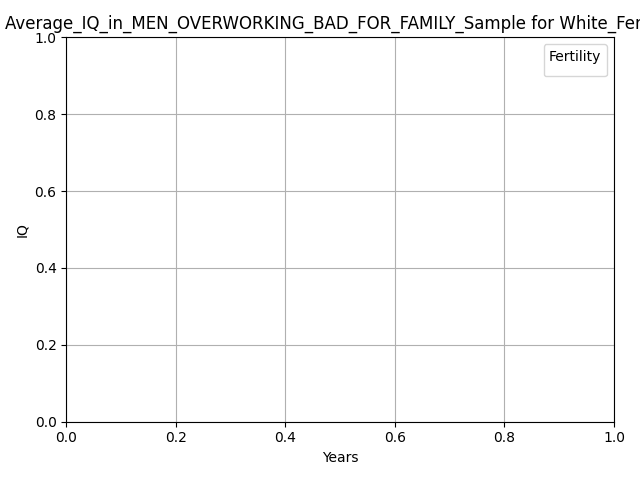 Average_IQ_in_MEN_OVERWORKING_BAD_FOR_FAMILY_Sample for White_Fer
Fertility
1.0
0.8
0.6
0.4
0.2
0.0
IQ
0.0 0.2 0.4 0.6 0.8 1.0
Years